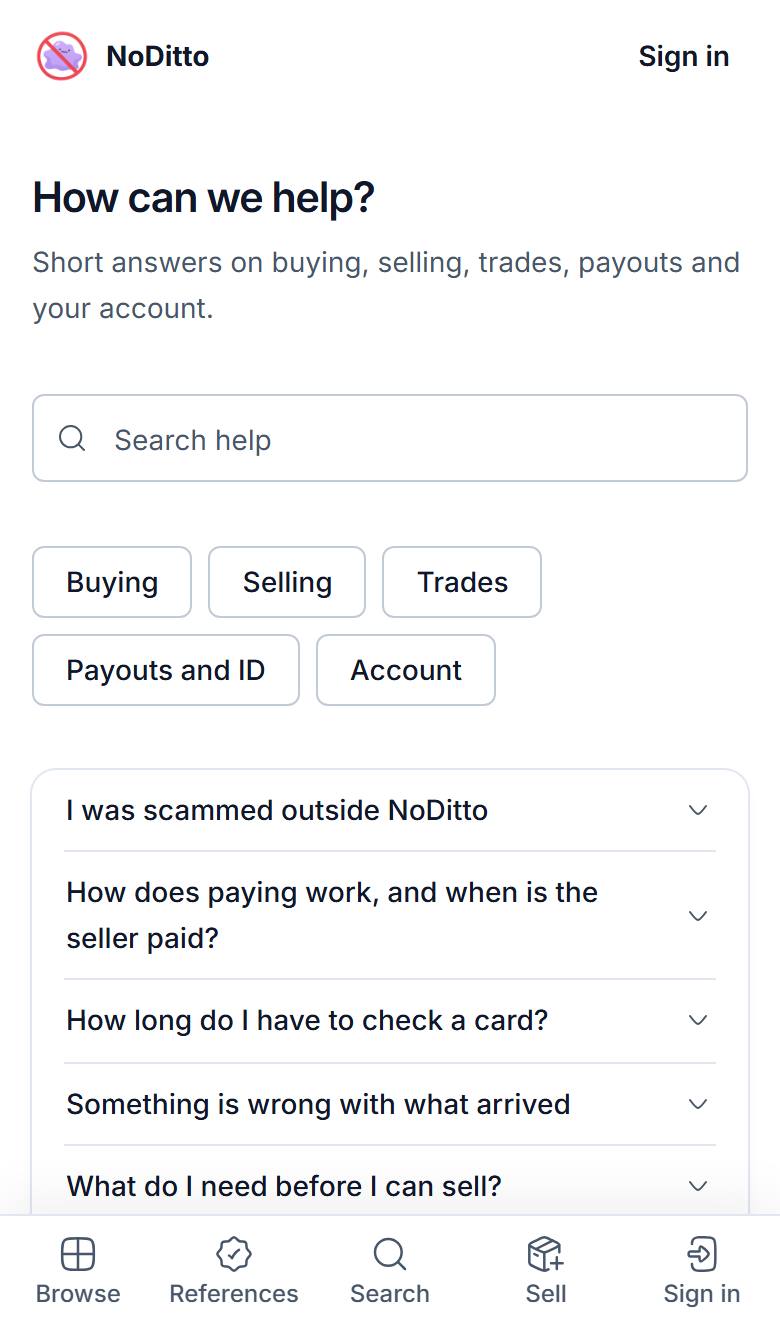 NoDitto
Sign in
How can we help?
Short answers on buying, selling, trades, payouts and
your account.
Search help
Buying
Selling
Trades
Payouts and ID
Account
I was scammed outside NoDitto
How does paying work, and when is the
seller paid?
How long do I have to check a card?
Something is wrong with what arrived
What do I need before I can sell?
Browse
References
Search
Sell
Sign in